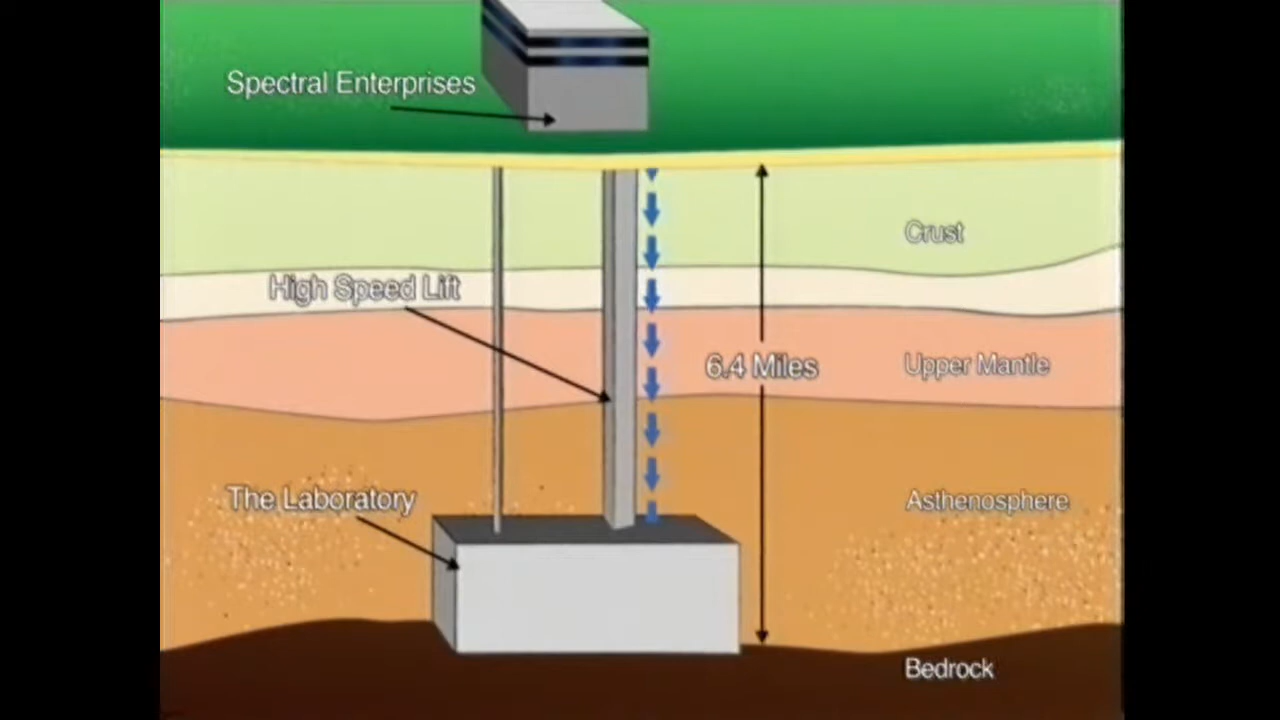 Spectral Enterprises
Crust
High Speed Lift
6.4 Miles
Upper Mantle
The Laboratory
Asthenosphere
Bedrock